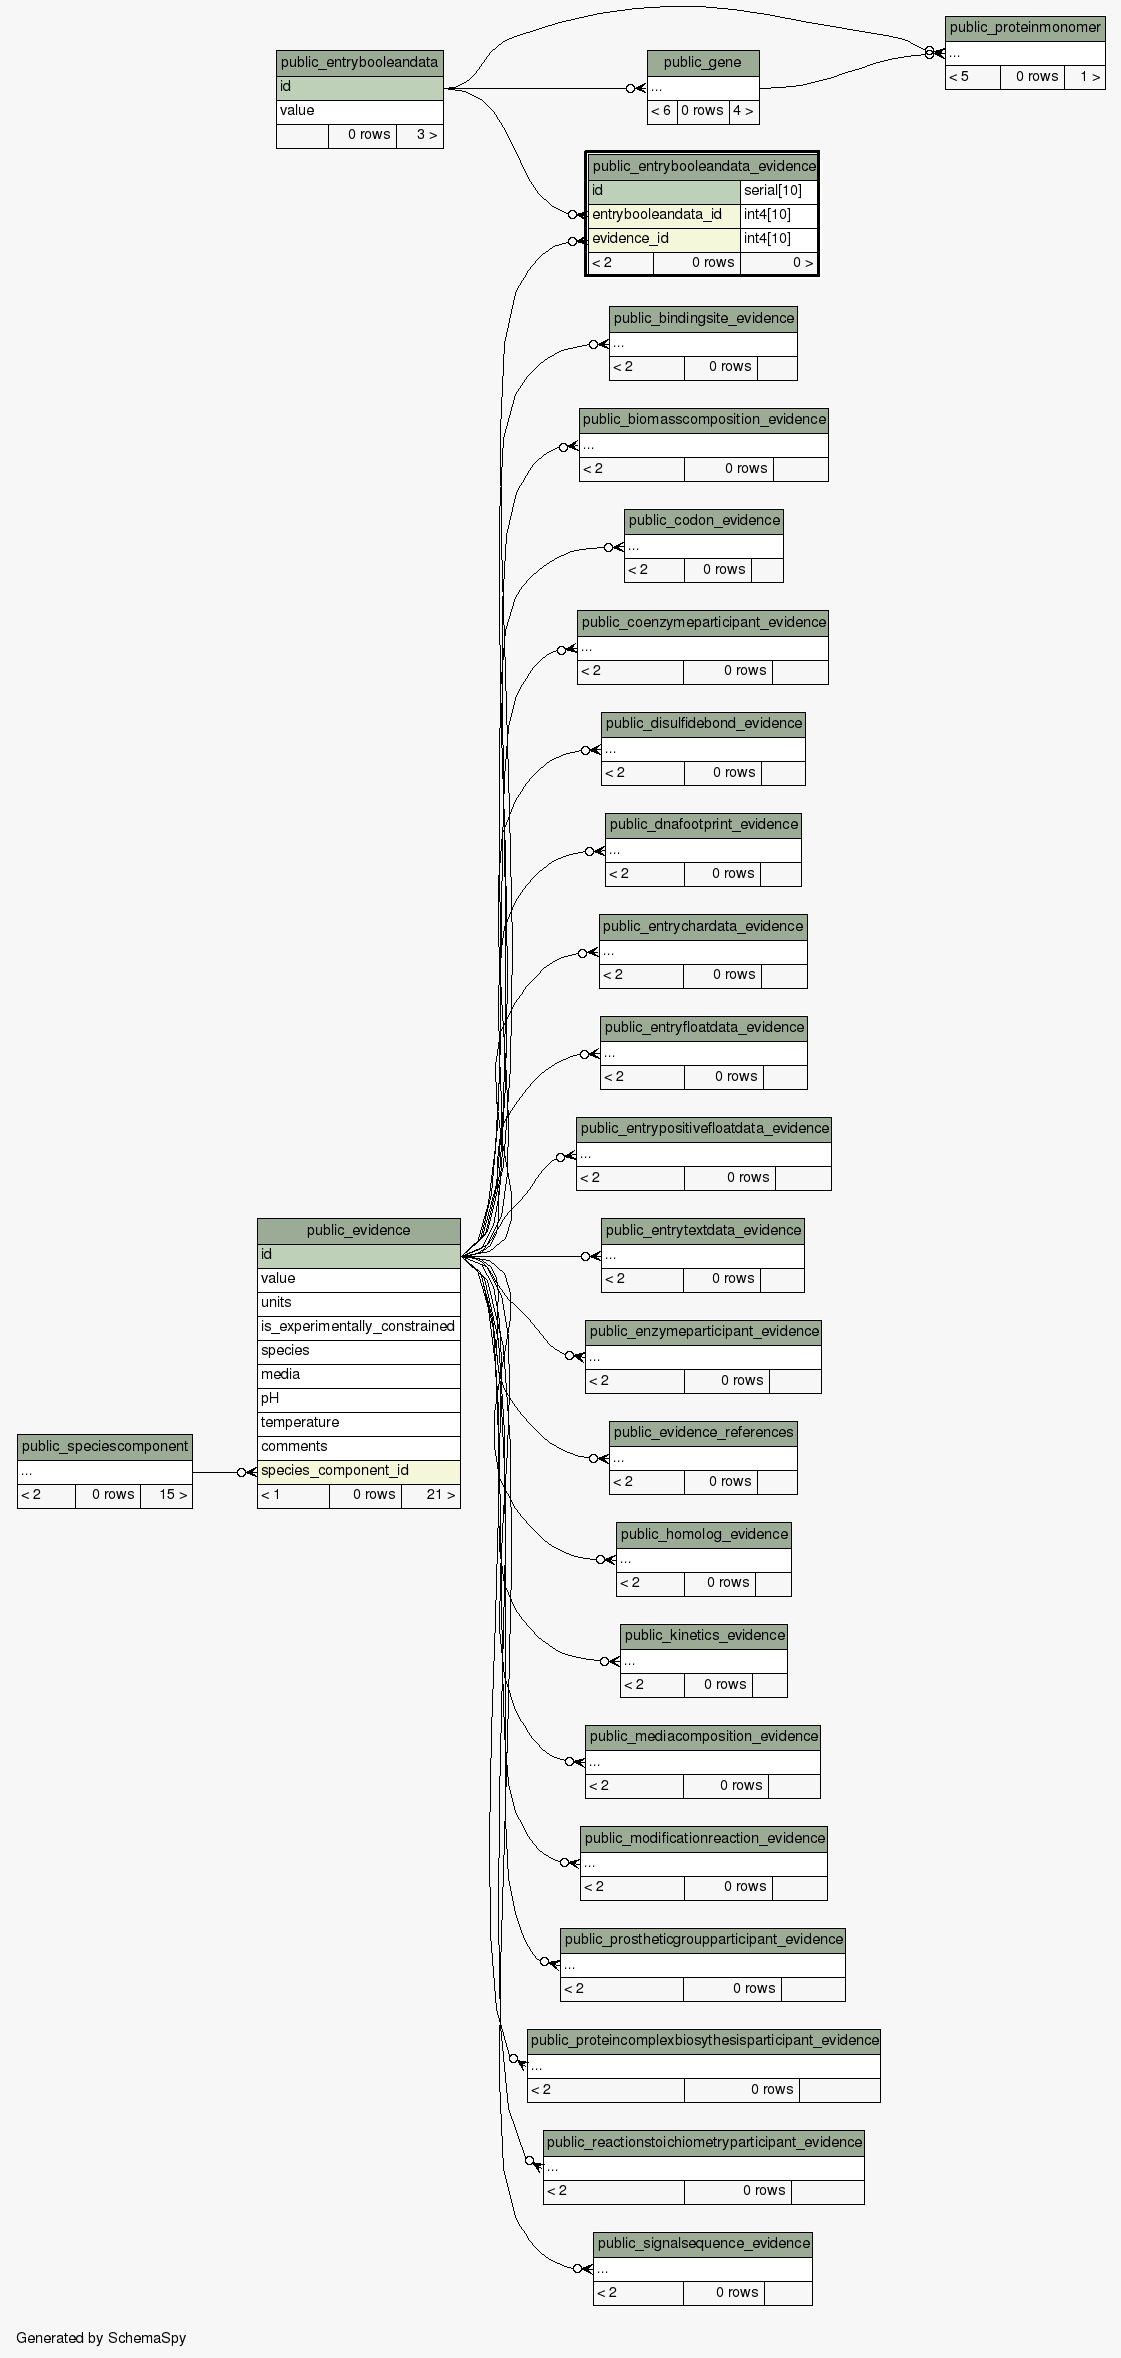 public_proteinmonomer
...
< 5 0 rows 1 >
public_entrybooleandata
id
value
0 rows 3 >
public_gene
...
< 6 0 rows 4 >
public_entrybooleandata_evidence
id serial[10]
entrybooleandata_id int4[10]
evidence_id int4[10]
< 2 0 rows 0 >
public_bindingsite_evidence
...
< 2 0 rows
public_biomasscomposition_evidence
...
< 2 0 rows
public_codon_evidence
...
< 2 0 rows
public_coenzymeparticipant_evidence
...
< 2 0 rows
public_disulfidebond_evidence
...
< 2 0 rows
public_dnafootprint_evidence
...
< 2 0 rows
public_entrychardata_evidence
...
< 2 0 rows
public_entryfloatdata_evidence
...
< 2 0 rows
public_entrypositivefloatdata_evidence
...
< 2 0 rows
public_entrytextdata_evidence
...
< 2 0 rows
public_evidence
id
value
units
is_experimentally_constrained
species
media
pH
temperature
comments
species_component_id
< 1 0 rows 21 >
public_speciescomponent
...
< 2 0 rows 15 >
public_enzymeparticipant_evidence
...
< 2 0 rows
public_evidence_references
...
< 2 0 rows
public_homolog_evidence
...
< 2 0 rows
public_kinetics_evidence
...
< 2 0 rows
public_mediacomposition_evidence
...
< 2 0 rows
public_modificationreaction_evidence
...
< 2 0 rows
public_prostheticgroupparticipant_evidence
...
< 2 0 rows
public_proteincomplexbiosythesisparticipant_evidence
...
< 2 0 rows
public_reactionstoichiometryparticipant_evidence
...
< 2 0 rows
public_signalsequence_evidence
...
< 2 0 rows
Generated by SchemaSpy